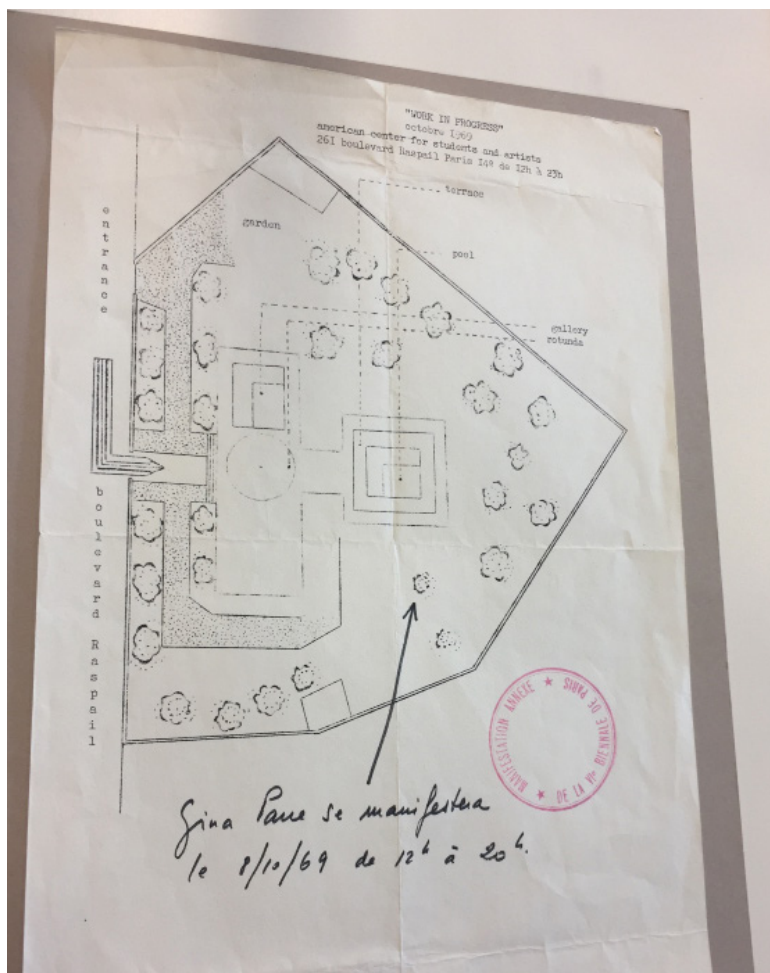 "WORK IN PROGRESS"
octobre 1969
american center for students and artists
261 boulevard Raspail Paris 14e de 12h à 23h
terrace
garden
pool
entrance
gallery
rotunda
boulevard Raspail
MANIFESTATION ANNEXE ★ DE LA VIe BIENNALE DE PARIS ★
Gina Pane se manifestera
le 8/10/69 de 12h à 20h.